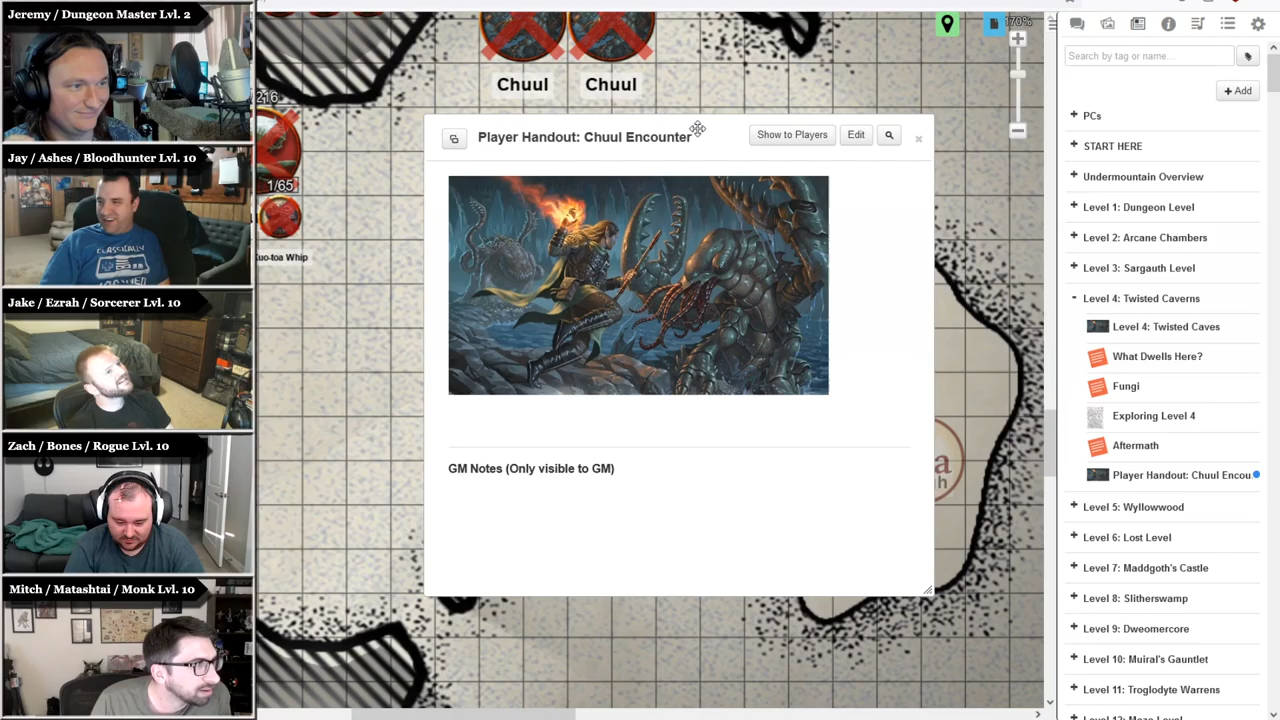 Jeremy / Dungeon Master Lvl. 2
Jay / Ashes / Bloodhunter Lvl. 10
CLASSICALLY
Jake / Ezrah / Sorcerer Lvl. 10
Zach / Bones / Rogue Lvl. 10
Mitch / Matashtai / Monk Lvl. 10
216
1/65
Kuo-toa Whip
Chuul
Chuul
170%
Player Handout: Chuul Encounter
Show to Players
Edit
GM Notes (Only visible to GM)
Search by tag or name...
+ Add
+ PCs
+ START HERE
+ Undermountain Overview
+ Level 1: Dungeon Level
+ Level 2: Arcane Chambers
+ Level 3: Sargauth Level
- Level 4: Twisted Caverns
Level 4: Twisted Caves
What Dwells Here?
Fungi
Exploring Level 4
Aftermath
Player Handout: Chuul Encou
+ Level 5: Wyllowwood
+ Level 6: Lost Level
+ Level 7: Maddgoth's Castle
+ Level 8: Slitherswamp
+ Level 9: Dweomercore
+ Level 10: Muiral's Gauntlet
+ Level 11: Troglodyte Warrens
Level 12: Maze Level